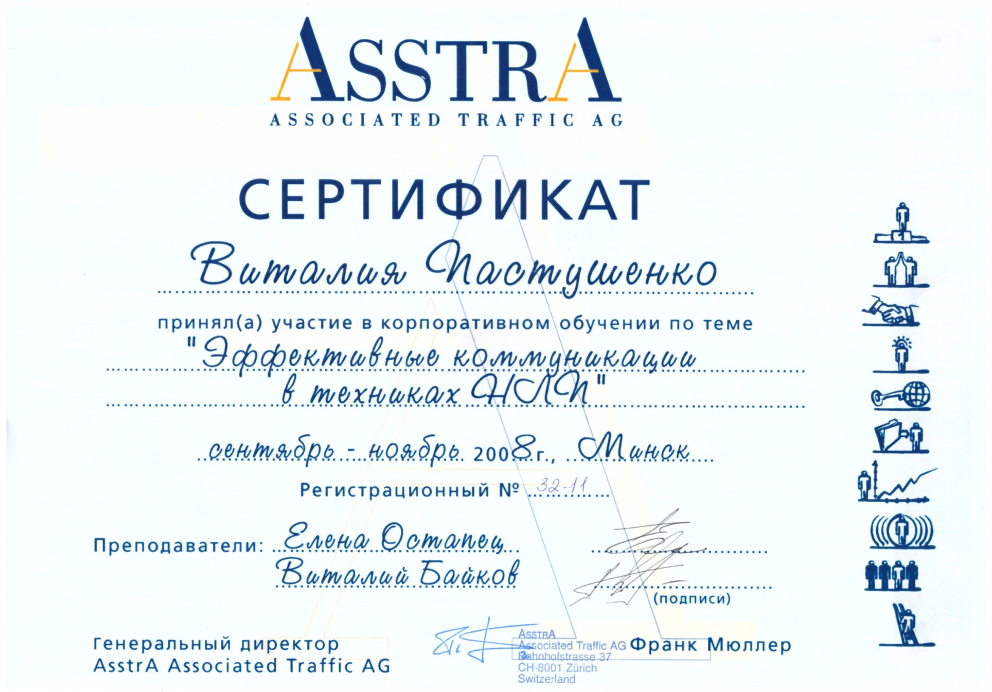 ASSTRA
ASSOCIATED TRAFFIC AG
СЕРТИФИКАТ
Виталия Пастушенко
принял(а) участие в корпоративном обучении по теме
"Эффективные коммуникации
в техниках НЛП"
сентябрь - ноябрь 2008г., Минск
Регистрационный № 32-11
Преподаватели: Елена Остапец
Виталий Байков
(подписи)
Генеральный директор
AsstrA Associated Traffic AG
AsstrA
Associated Traffic AG
Bahnhofstrasse 37
CH-8001 Zürich
Switzerland
Франк Мюллер